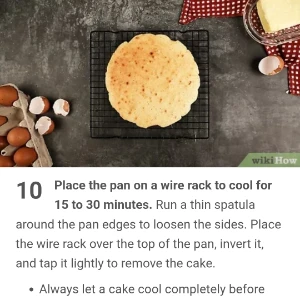 wikiHow
10 Place the pan on a wire rack to cool for
15 to 30 minutes. Run a thin spatula
around the pan edges to loosen the sides. Place
the wire rack over the top of the pan, invert it,
and tap it lightly to remove the cake.
• Always let a cake cool completely before